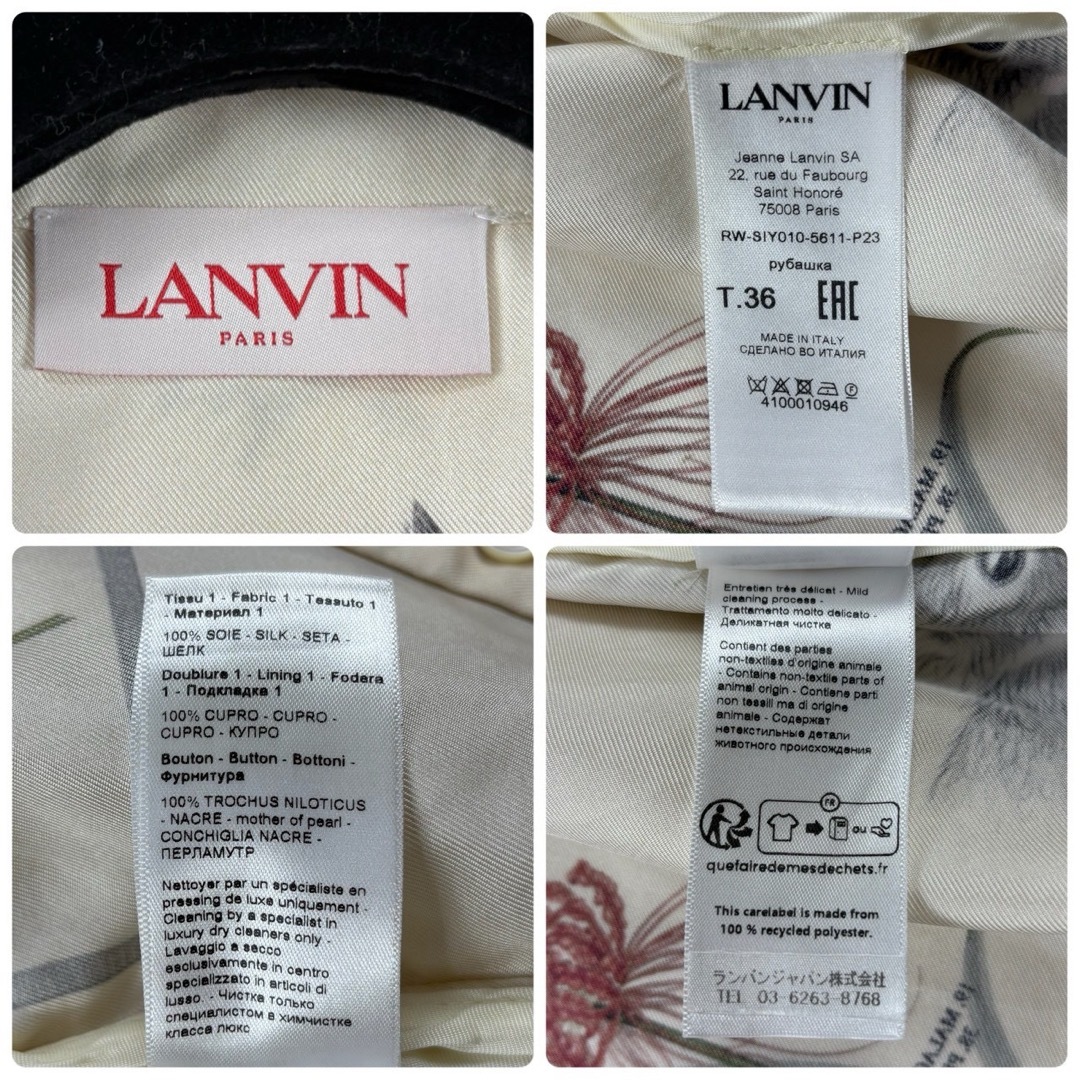 LANVIN
PARIS
LANVIN
PARIS
Jeanne Lanvin SA
22, rue du Faubourg
Saint Honoré
75008 Paris
RW-SIY010-5611-P23
рубашка
T.36 EAC
MADE IN ITALY
СДЕЛАНО ВО ИТАЛИЯ
F
4100010946
Tissu 1 - Fabric 1 - Tessuto 1
- Материал 1
100% SOIE - SILK - SETA -
ШЕЛК
Doublure 1 - Lining 1 - Fodera
1 - Подкладка 1
100% CUPRO - CUPRO -
CUPRO - КУПРО
Bouton - Button - Bottoni -
Фурнитура
100% TROCHUS NILOTICUS
- NACRE - mother of pearl -
CONCHIGLIA NACRE -
ПЕРЛАМУТР
Nettoyer par un spécialiste en
pressing de luxe uniquement -
Cleaning by a specialist in
luxury dry cleaners only -
Lavaggio a secco
esclusivamente in centro
specializzato in articoli di
lusso. - Чистка только
специалистом в химчистке
класса люкс
Entretien très délicat - Mild
cleaning process -
Trattamento molto delicato -
Деликатная чистка
Contient des parties
non-textiles d'origine animale
- Contains non-textile parts of
animal origin - Contiene parti
non tessili ma di origine
animale - Содержат
нетекстильные детали
животного происхождения
FR
ou
quefairedemesdechets.fr
This carelabel is made from
100 % recycled polyester.
ランバンジャパン株式会社
TEL 03-6263-8768